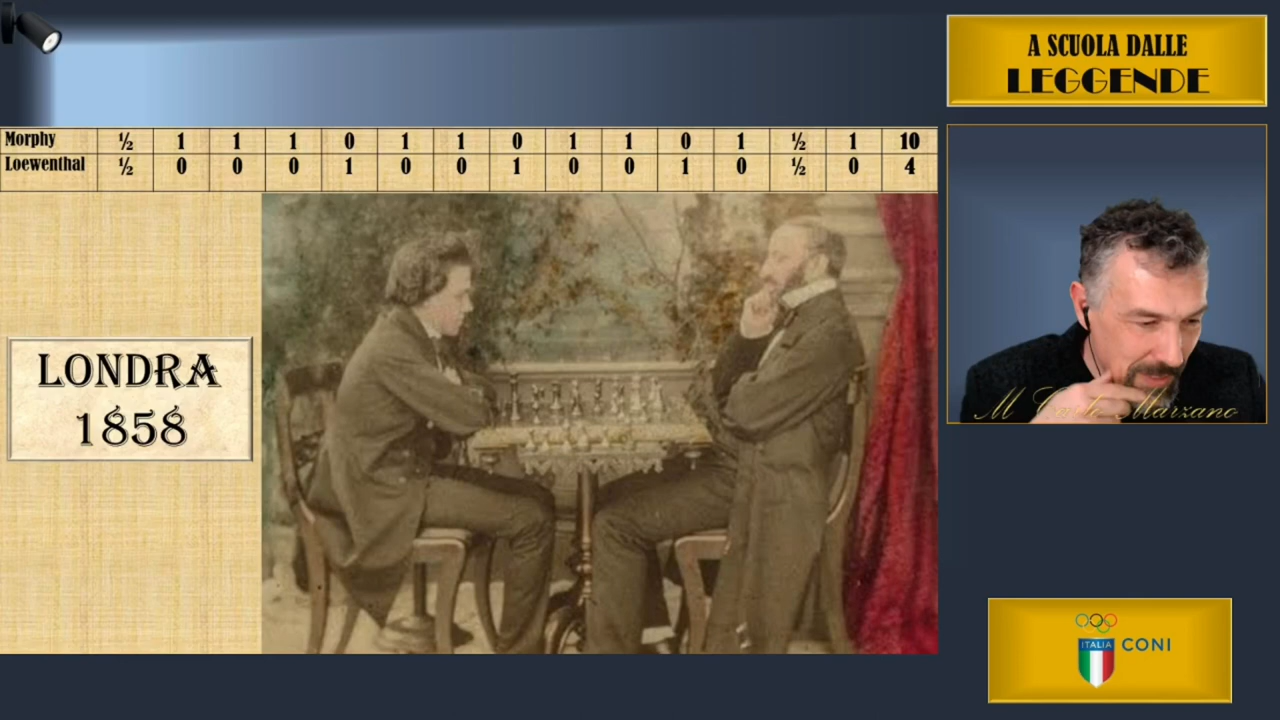 A SCUOLA DALLE
LEGGENDE
Morphy ½ 1 1 1 0 1 1 0 1 1 0 1 ½ 1 10
Loewenthal ½ 0 0 0 1 0 0 1 0 0 1 0 ½ 0 4
LONDRA
1858
M Carlo Marzano
ITALIA
CONI